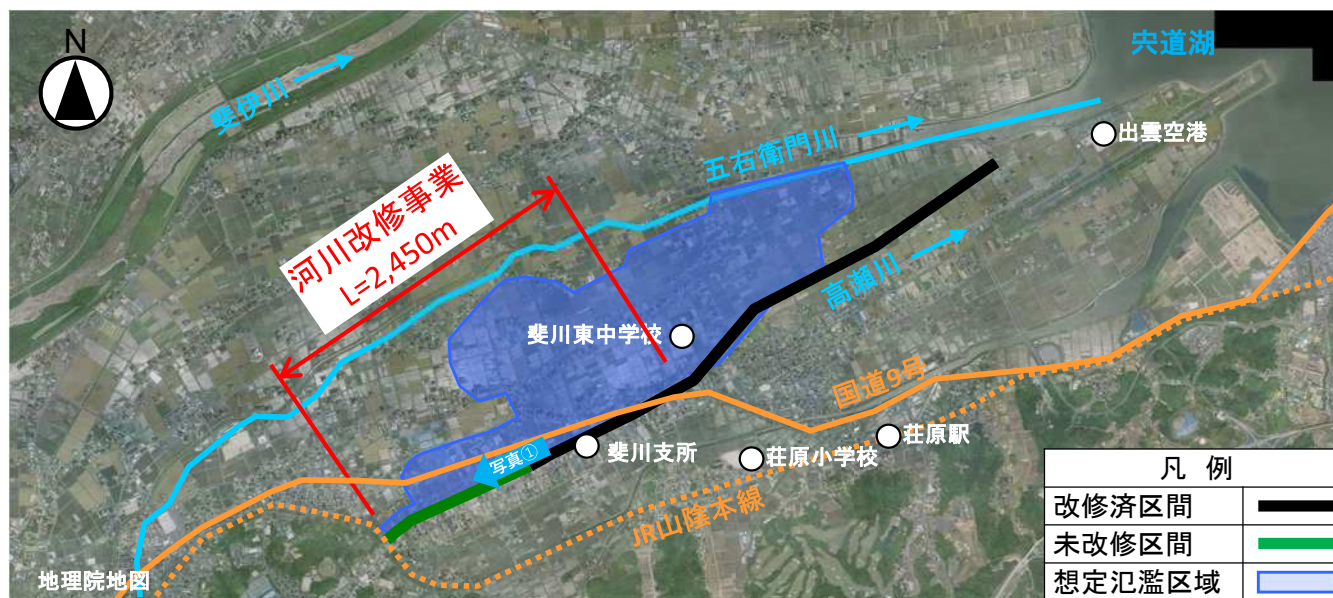 N
宍道湖
斐伊川
出雲空港
五右衛門川
河川改修事業
L=2,450m
高瀬川
斐川東中学校
国道9号
荘原駅
斐川支所
写真①
荘原小学校
JR山陰本線
凡 例
改修済区間
未改修区間
想定氾濫区域
地理院地図